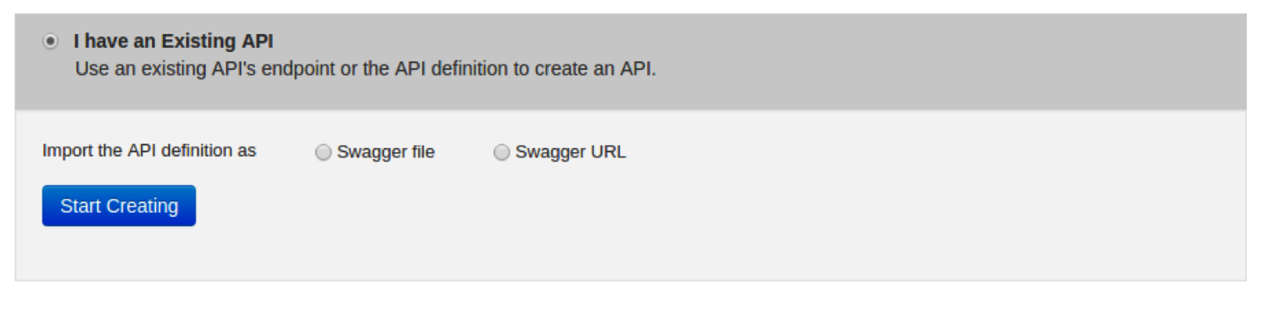 I have an Existing API
Use an existing API's endpoint or the API definition to create an API.
Import the API definition as Swagger file Swagger URL
Start Creating